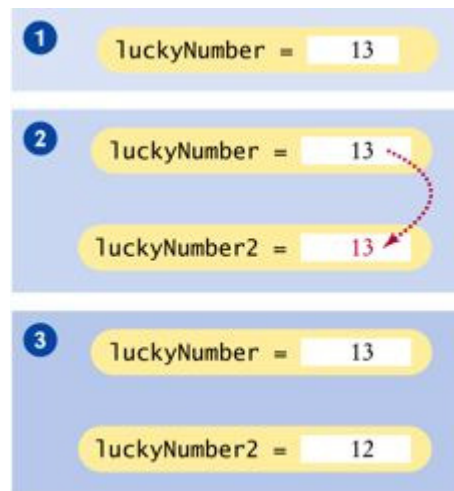 1
luckyNumber = 13
2
luckyNumber = 13
luckyNumber2 = 13
3
luckyNumber = 13
luckyNumber2 = 12